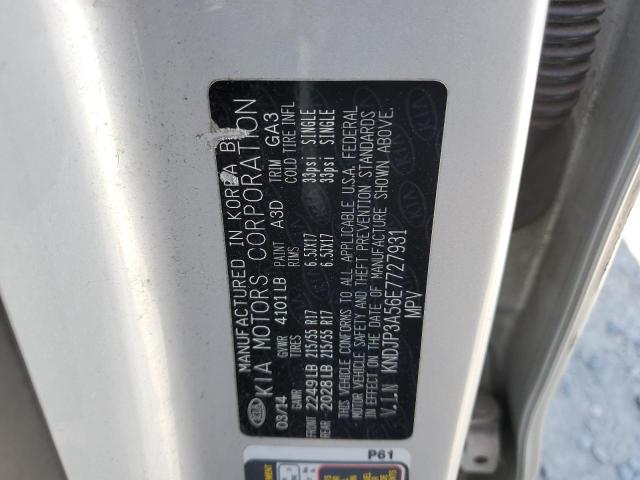 MANUFACTURED IN KOREA BY
KIA KIA MOTORS CORPORATION
03/14 GVWR 4101LB PAINT A3D TRIM GA3
GAWR TIRES RIMS COLD TIRE INFL
FRONT 2249LB 215/55 R17 6.5JX17 33psi SINGLE
REAR 2028LB 215/55 R17 6.5JX17 33psi SINGLE
THIS VEHICLE CONFORMS TO ALL APPLICABLE U.S.A. FEDERAL
MOTOR VEHICLE SAFETY AND THEFT PREVENTION STANDARDS
IN EFFECT ON THE DATE OF MANUFACTURE SHOWN ABOVE.
V.I.N KNDJP3A56E7727931
MPV
P61